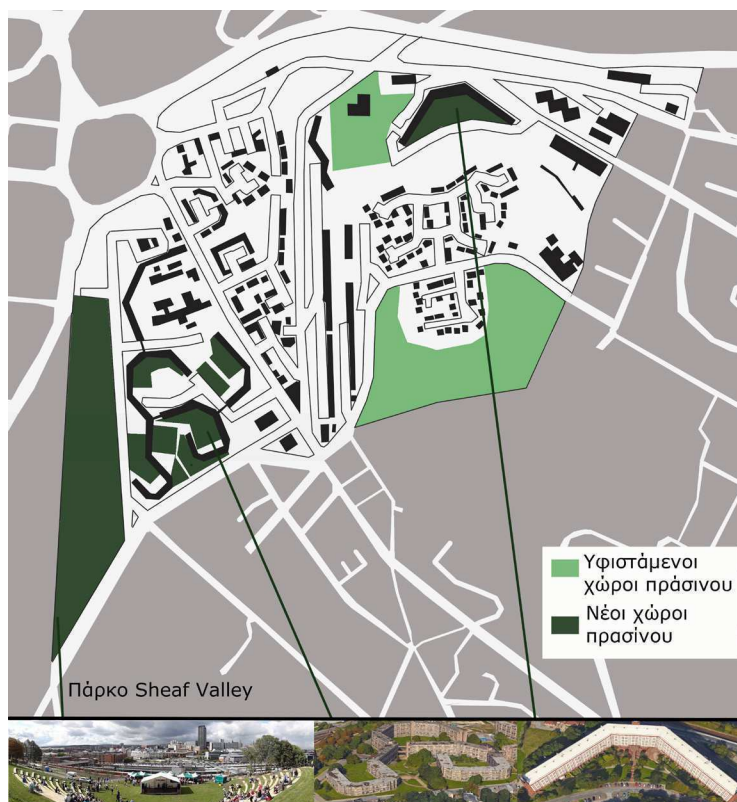 Υφιστάμενοι
χώροι πράσινου
Νέοι χώροι
πρασίνου
Πάρκο Sheaf Valley